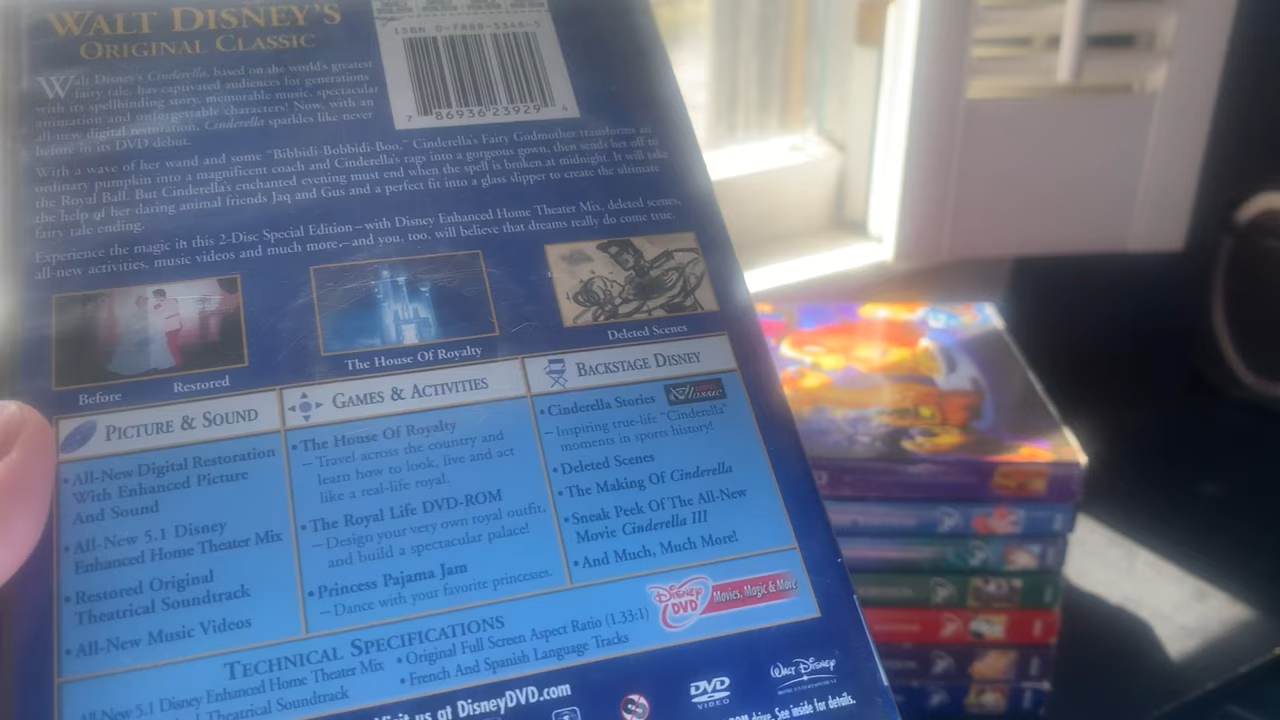 WALT DISNEY'S
ORIGINAL CLASSIC
ISBN 0-7888-5346-5
7 86936 23929 4
Walt Disney's Cinderella, based on the world's greatest
fairy tale, has captivated audiences for generations
with its spellbinding story, memorable music, spectacular
animation and unforgettable characters! Now, with an
all new digital restoration, Cinderella sparkles like never
before in its DVD debut.
With a wave of her wand and some "Bibbidi-Bobbidi-Boo," Cinderella's Fairy Godmother transforms an
ordinary pumpkin into a magnificent coach and Cinderella's rags into a gorgeous gown, then sends her off to
the Royal Ball. But Cinderella's enchanted evening must end when the spell is broken at midnight. It will take
the help of her daring animal friends Jaq and Gus and a perfect fit into a glass slipper to create the ultimate
fairy tale ending.
Experience the magic in this 2-Disc Special Edition—with Disney Enhanced Home Theater Mix, deleted scenes,
all-new activities, music videos and much more,—and you, too, will believe that dreams really do come true.
Before Restored
The House Of Royalty
Deleted Scenes
PICTURE & SOUND
• All-New Digital Restoration
With Enhanced Picture
And Sound
• All-New 5.1 Disney
Enhanced Home Theater Mix
• Restored Original
Theatrical Soundtrack
• All-New Music Videos
GAMES & ACTIVITIES
• The House Of Royalty
– Travel across the country and
learn how to look, live and act
like a real-life royal.
• The Royal Life DVD-ROM
– Design your very own royal outfit,
and build a spectacular palace!
• Princess Pajama Jam
– Dance with your favorite princesses.
BACKSTAGE DISNEY
• Cinderella Stories Classic
– Inspiring true-life "Cinderella"
moments in sports history!
• Deleted Scenes
• The Making Of Cinderella
• Sneak Peek Of The All-New
Movie Cinderella III
• And Much, Much More!
DISNEY DVD Movies, Magic & More
TECHNICAL SPECIFICATIONS
All New 5.1 Disney Enhanced Home Theater Mix • Original Full Screen Aspect Ratio (1.33:1)
Theatrical Soundtrack • French And Spanish Language Tracks
Visit us at DisneyDVD.com
DVD VIDEO
WALT DISNEY
HOME ENTERTAINMENT
drive. See inside for details.